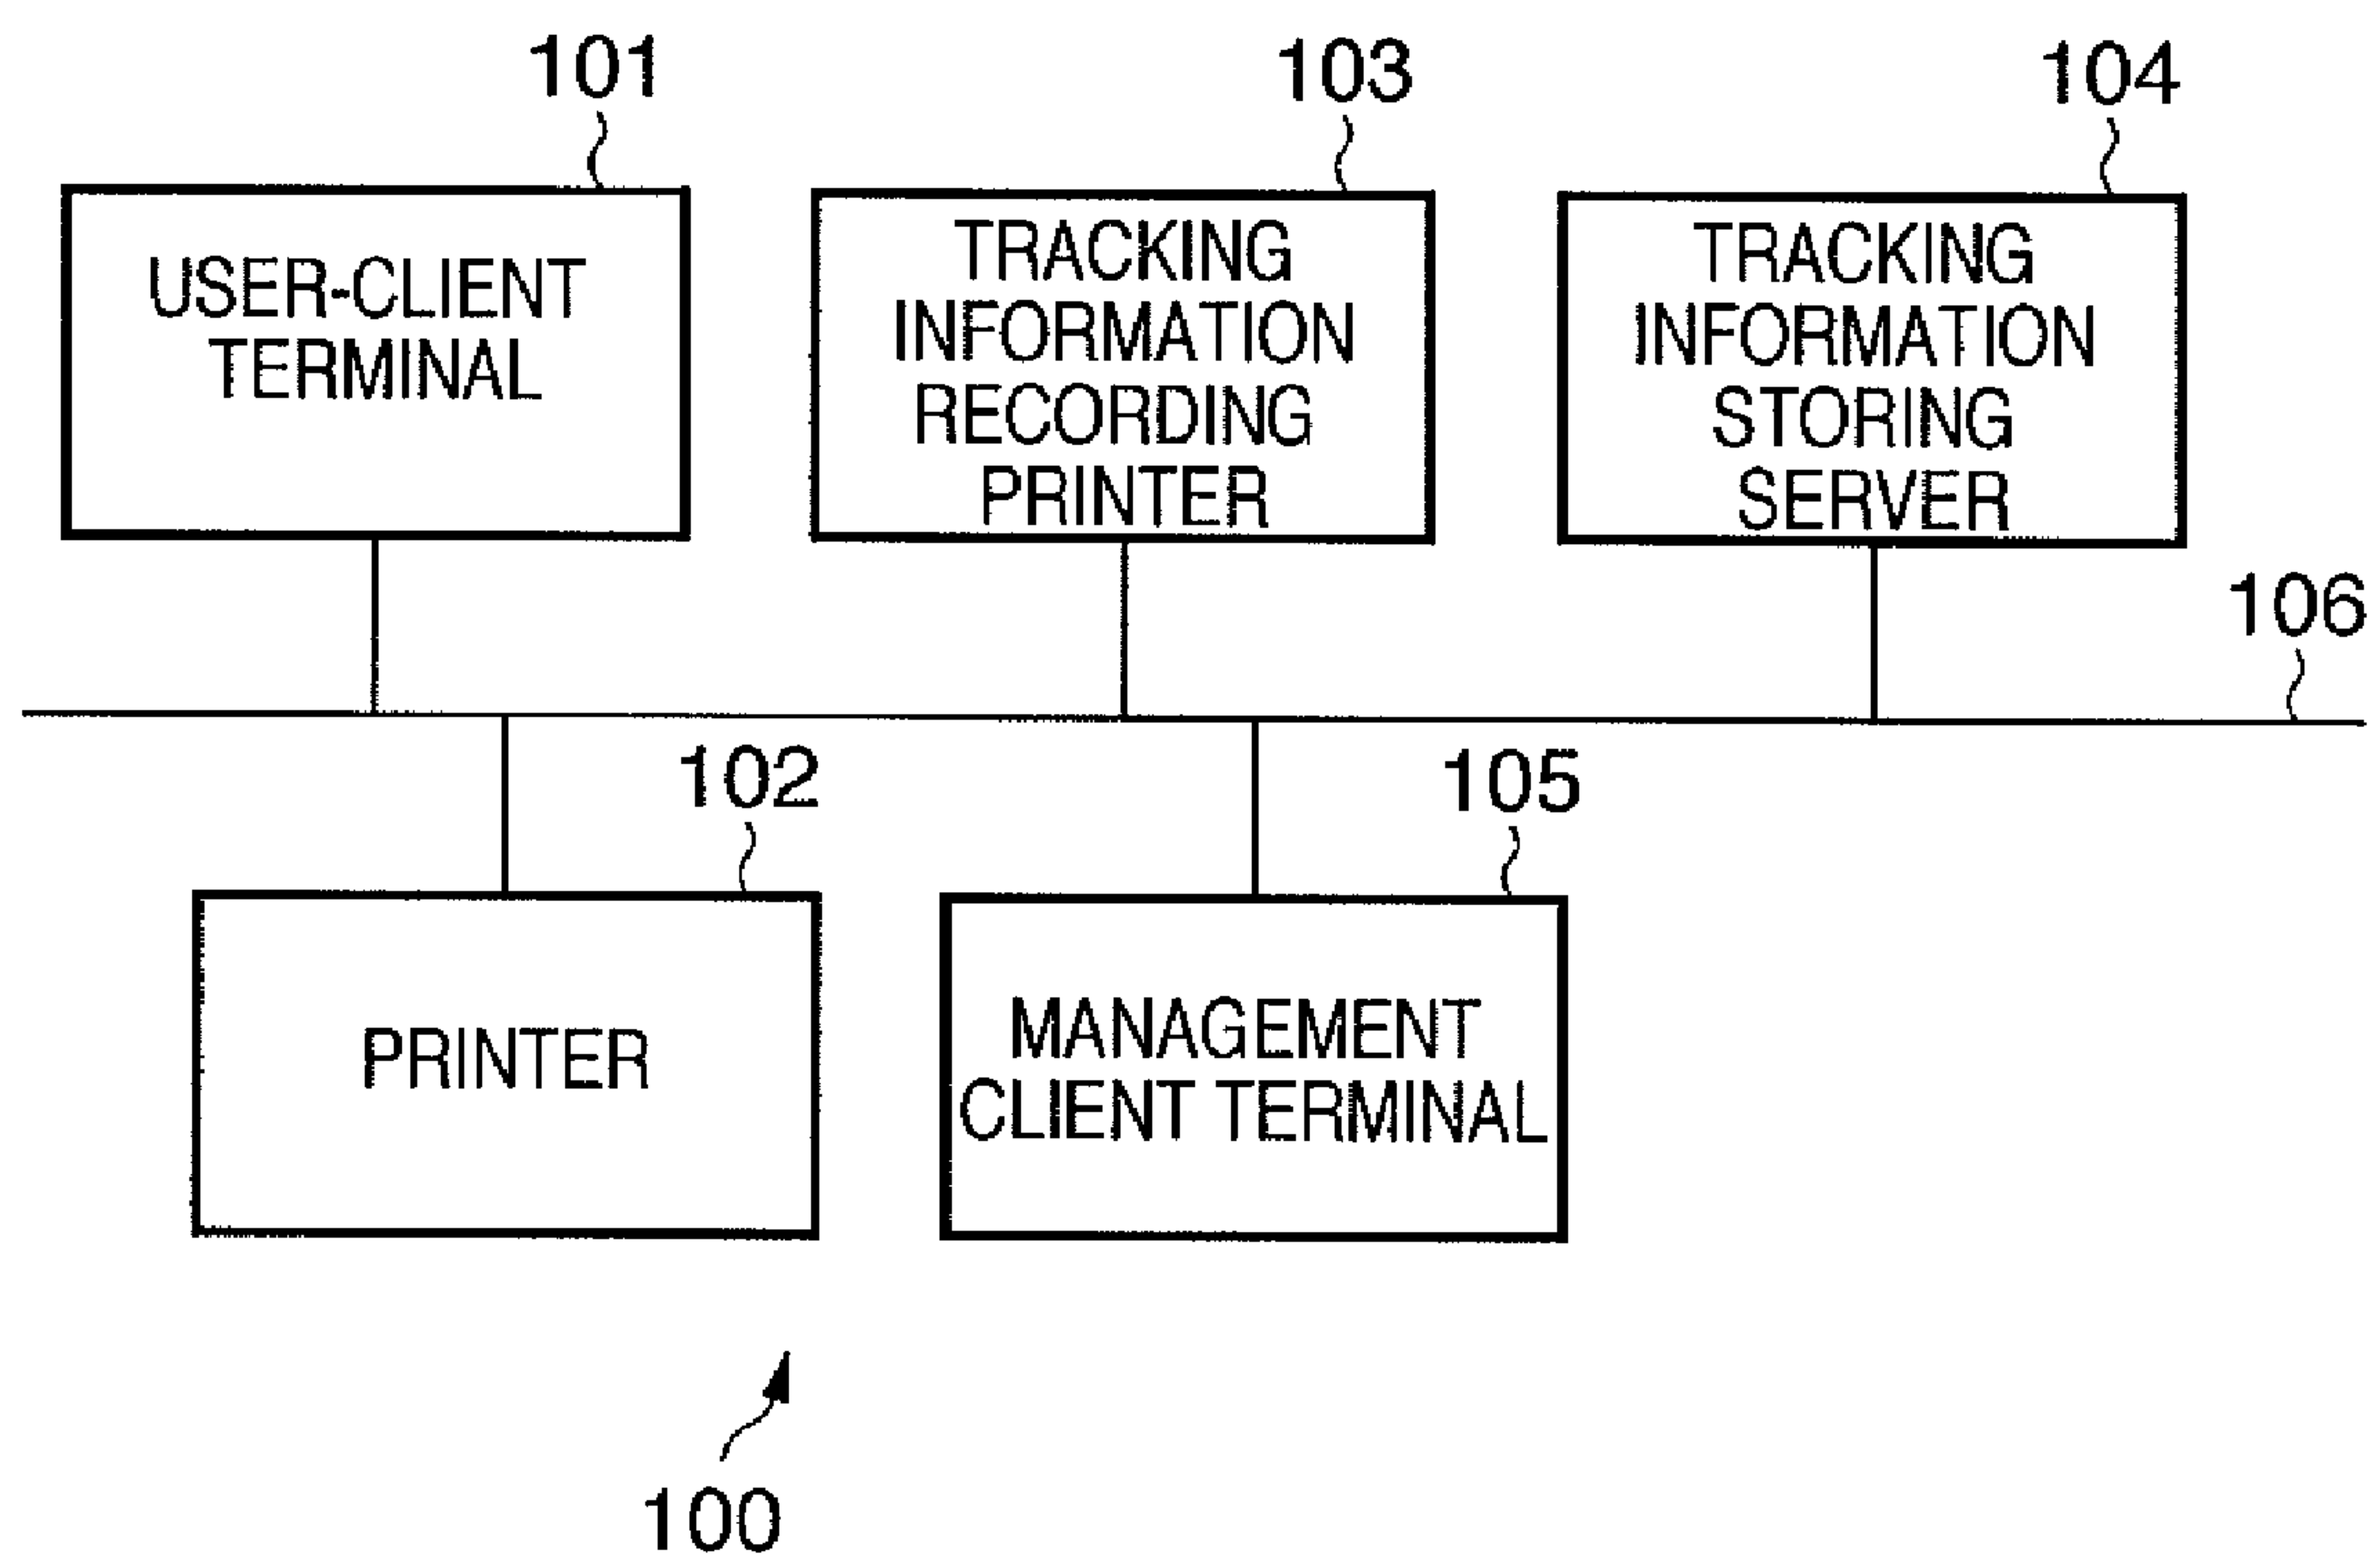 101
103
104
USER-CLIENT
TERMINAL
TRACKING
INFORMATION
RECORDING
PRINTER
TRACKING
INFORMATION
STORING
SERVER
106
102
105
PRINTER
MANAGEMENT
CLIENT TERMINAL
100